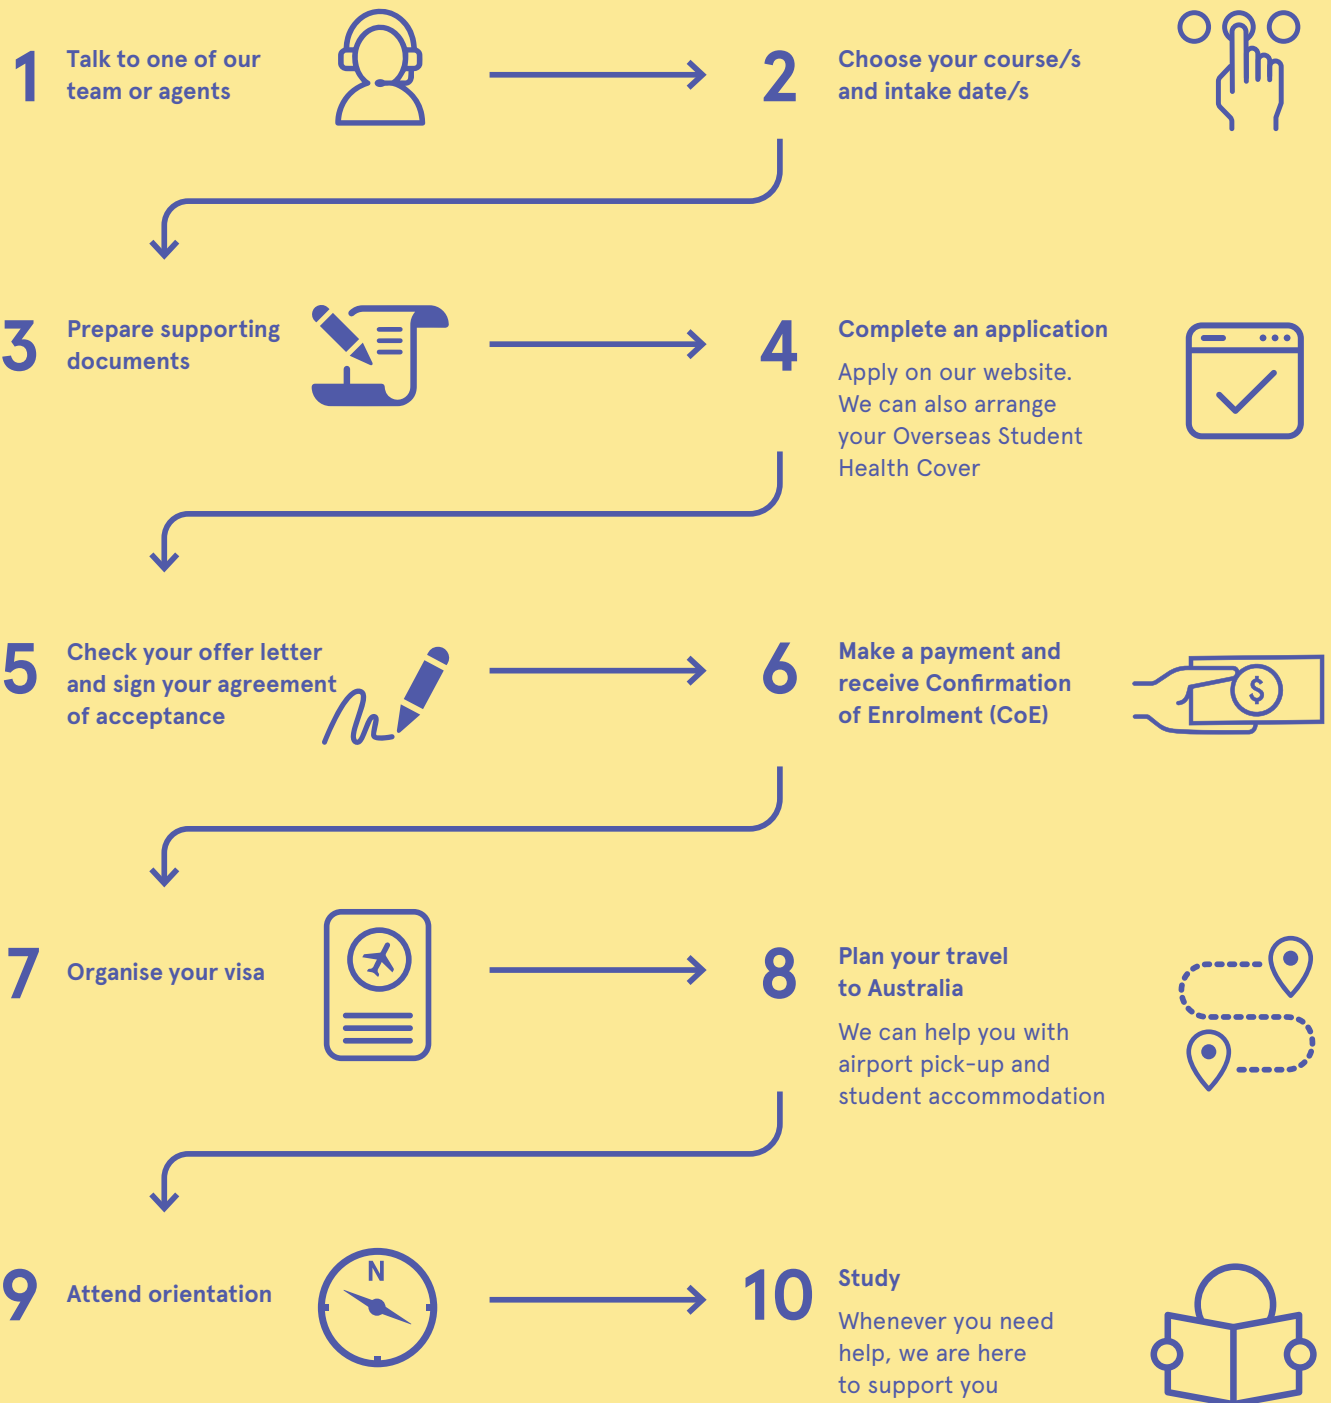 1
Talk to one of our
team or agents
2
Choose your course/s
and intake date/s
3
Prepare supporting
documents
4
Complete an application
Apply on our website.
We can also arrange
your Overseas Student
Health Cover
5
Check your offer letter
and sign your agreement
of acceptance
6
Make a payment and
receive Confirmation
of Enrolment (CoE)
$
7
Organise your visa
8
Plan your travel
to Australia
We can help you with
airport pick-up and
student accommodation
9
Attend orientation
N
10
Study
Whenever you need
help, we are here
to support you